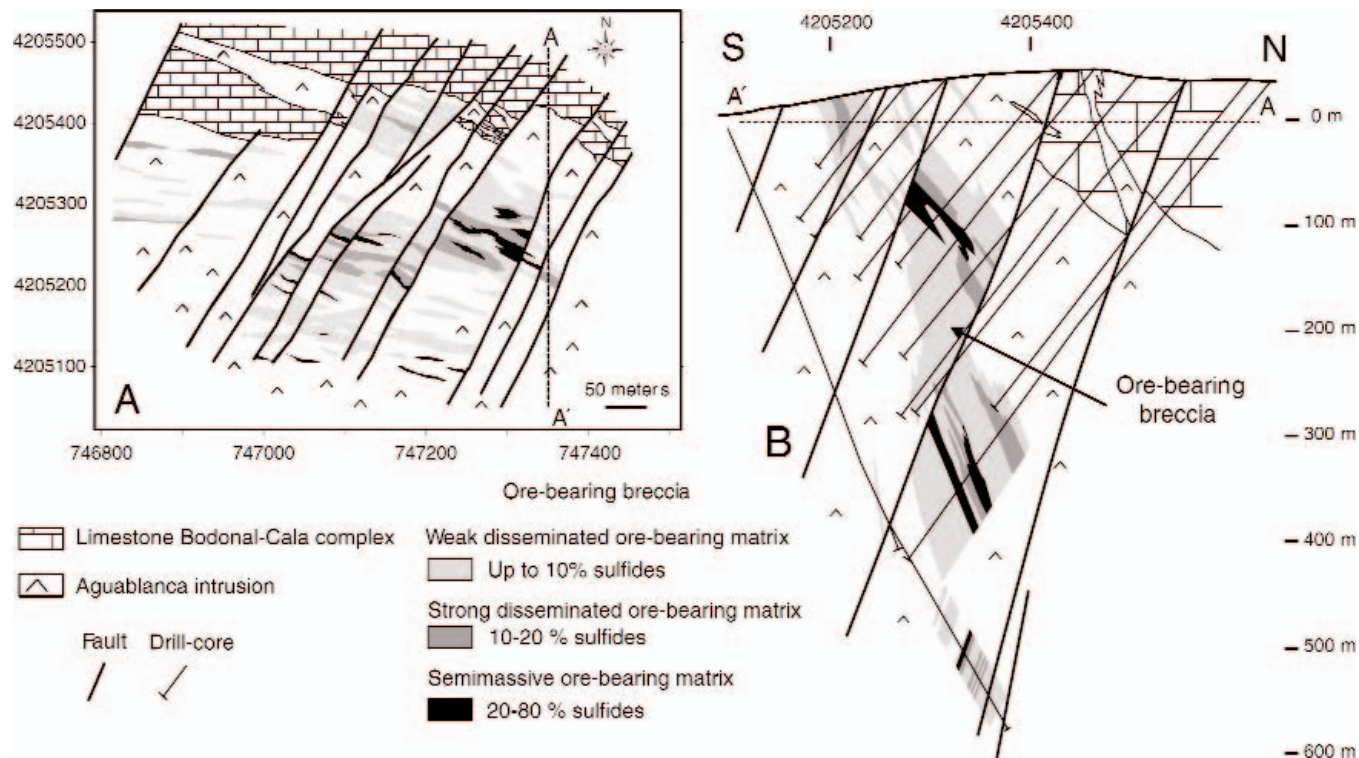 4205500
4205400
4205300
4205200
4205100
N
A
A'
A
50 meters
746800
747000
747200
747400
4205200
4205400
S
N
A'
A
0 m
100 m
200 m
300 m
400 m
500 m
600 m
Ore-bearing
breccia
B
Ore-bearing breccia
Limestone Bodonal-Cala complex
Aguablanca intrusion
Fault
Drill-core
Weak disseminated ore-bearing matrix
Up to 10% sulfides
Strong disseminated ore-bearing matrix
10-20 % sulfides
Semimassive ore-bearing matrix
20-80 % sulfides